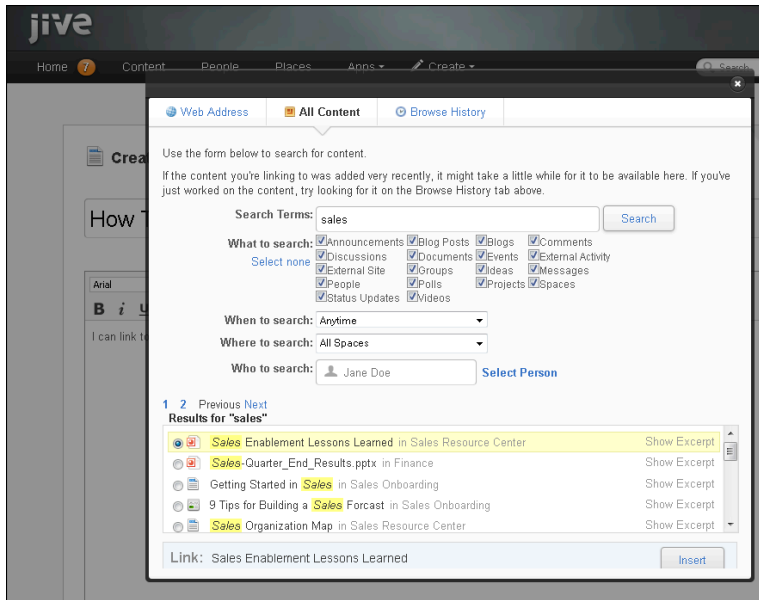 jive
Home 7 Content People Places Apps Create Search
Web Address All Content Browse History
Crea
Use the form below to search for content.
If the content you're linking to was added very recently, it might take a little while for it to be available here. If you've
just worked on the content, try looking for it on the Browse History tab above.
How T
Search Terms: sales Search
What to search: Announcements Blog Posts Blogs Comments
Select none Discussions Documents Events External Activity
External Site Groups Ideas Messages
People Polls Projects Spaces
Status Updates Videos
Arial
B i U
When to search: Anytime
I can link to
Where to search: All Spaces
Who to search: Jane Doe Select Person
1 2 Previous Next
Results for "sales"
Sales Enablement Lessons Learned in Sales Resource Center Show Excerpt
Sales-Quarter_End_Results.pptx in Finance Show Excerpt
Getting Started in Sales in Sales Onboarding Show Excerpt
9 Tips for Building a Sales Forcast in Sales Onboarding Show Excerpt
Sales Organization Map in Sales Resource Center Show Excerpt
Link: Sales Enablement Lessons Learned Insert